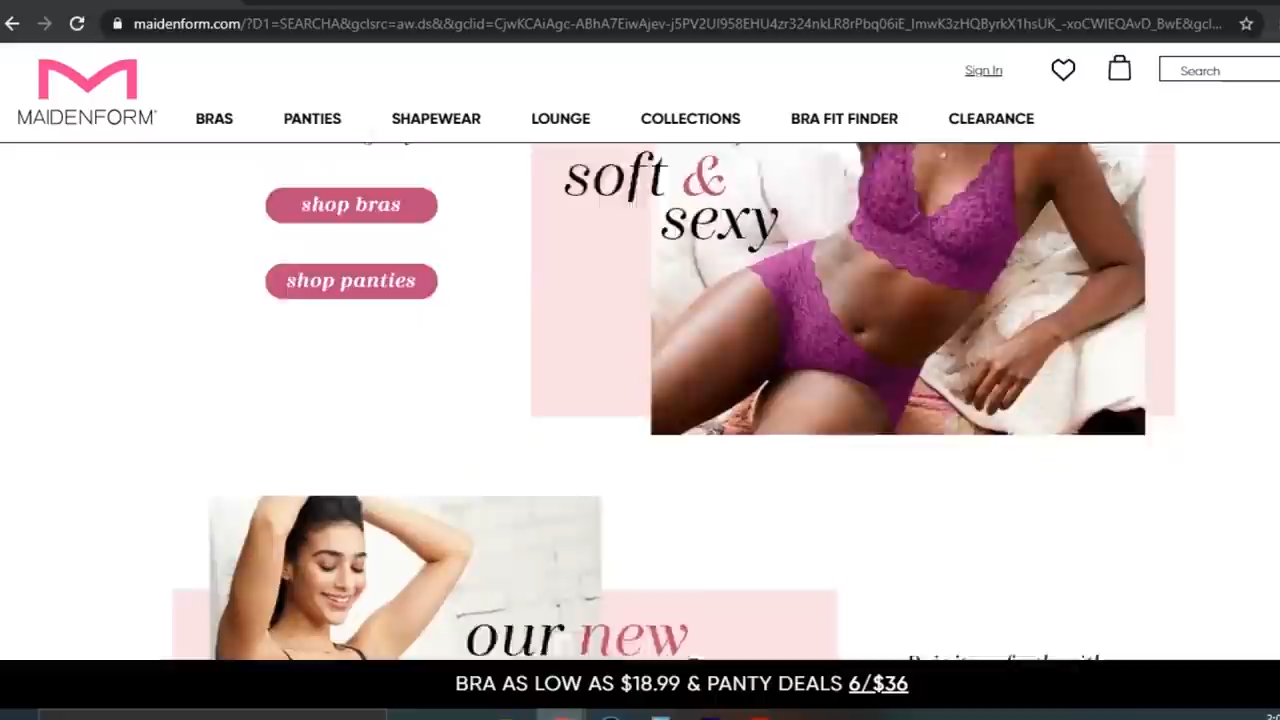 maidenform.com/?D1=SEARCHA&gclsrc=aw.ds&&gclid=CjwKCAiAgc-ABhA7EiwAjev-j5PV2UI958EHU4zr324nkLR8rPbq06iE_ImwK3zHQByrkX1hsUK_-xoCWIEQAvD_BwE&gcl...
Sign In
Search
MAIDENFORM
BRAS PANTIES SHAPEWEAR LOUNGE COLLECTIONS BRA FIT FINDER CLEARANCE
soft &
sexy
shop bras
shop panties
our new
BRA AS LOW AS $18.99 & PANTY DEALS 6/$36